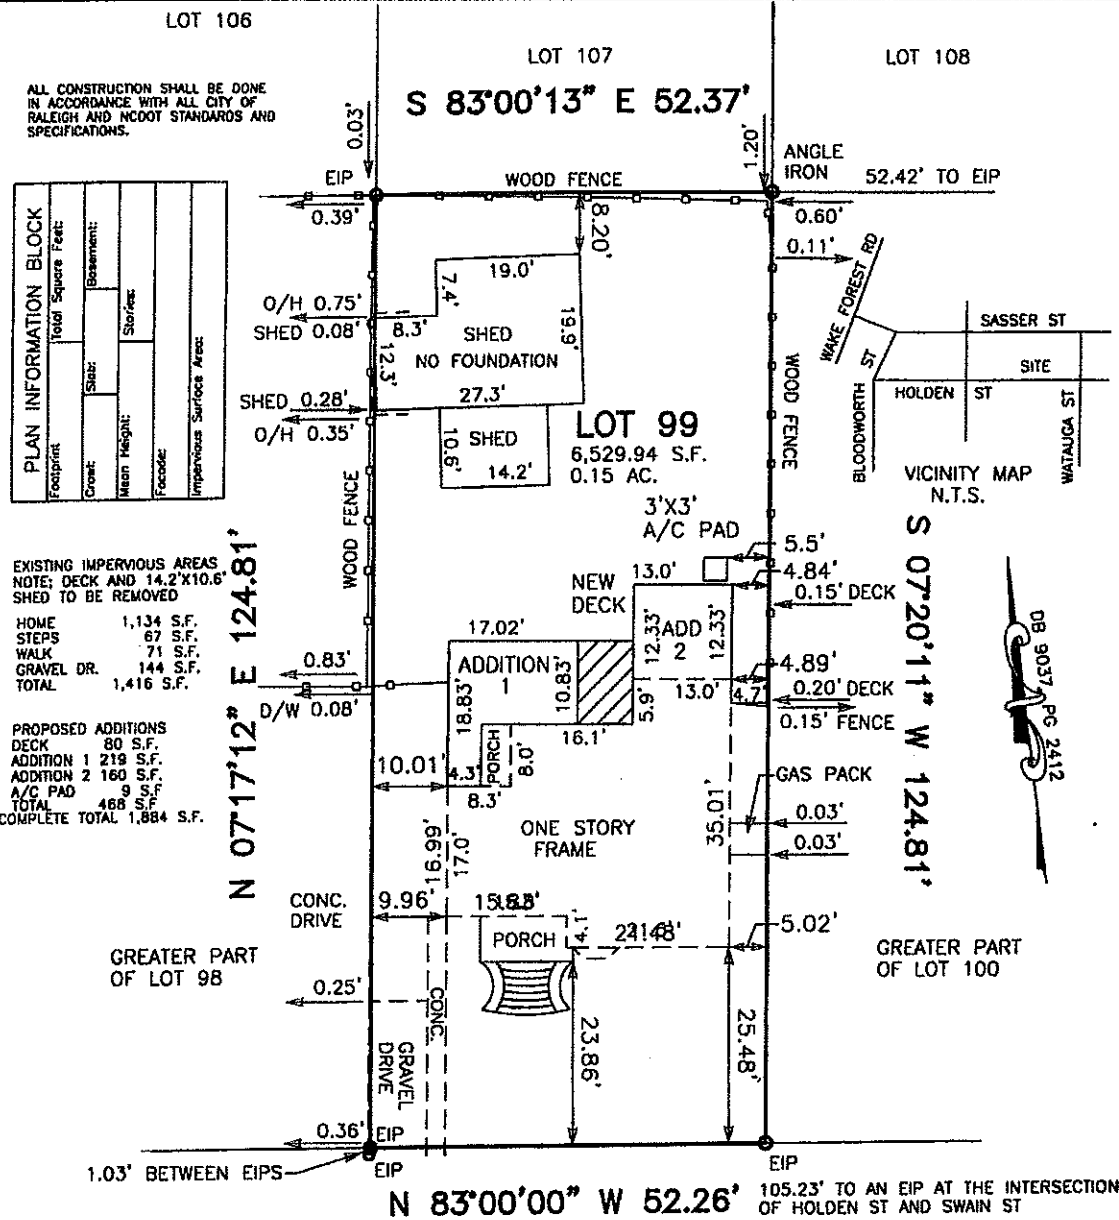 LOT 106
LOT 107
LOT 108
ALL CONSTRUCTION SHALL BE DONE
IN ACCORDANCE WITH ALL CITY OF
RALEIGH AND NCDOT STANDARDS AND
SPECIFICATIONS.
S 83°00'13" E 52.37'
0.03'
1.20'
ANGLE
IRON
52.42' TO EIP
EIP
WOOD FENCE
0.39'
0.60'
0.11'
8.20'
PLAN INFORMATION BLOCK
Footprint
Total Square Feet:
Crawl:
Slab:
Basement:
Mean Height:
Stories:
Facade:
Impervious Surface Area:
19.0'
7.4'
O/H 0.75'
SHED 0.08'
8.3'
SHED
NO FOUNDATION
19.9'
12.3'
27.3'
SHED 0.28'
O/H 0.35'
SHED
10.6'
14.2'
LOT 99
6,529.94 S.F.
0.15 AC.
WOOD FENCE
WOOD FENCE
WAKE FOREST RD
SASSER ST
ST
BLOODWORTH
SITE
HOLDEN ST
WATAUGA ST
VICINITY MAP
N.T.S.
3'X3'
A/C PAD
5.5'
4.84'
0.15' DECK
13.0'
NEW
DECK
EXISTING IMPERVIOUS AREAS
NOTE: DECK AND 14.2'X10.6'
SHED TO BE REMOVED
HOME 1,134 S.F.
STEPS 67 S.F.
WALK 71 S.F.
GRAVEL DR. 144 S.F.
TOTAL 1,416 S.F.
PROPOSED ADDITIONS
DECK 80 S.F.
ADDITION 1 219 S.F.
ADDITION 2 160 S.F.
A/C PAD 9 S.F
TOTAL 468 S.F
COMPLETE TOTAL 1,884 S.F.
N 07°17'12" E 124.81'
S 07°20'11" W 124.81'
DB 9037 PG 2412
17.02'
ADDITION
1
18.83'
10.83'
12.33'
ADD
2
12.33'
4.89'
0.83'
D/W 0.08'
13.0'
4.7'
5.9'
0.20' DECK
0.15' FENCE
16.1'
PORCH
8.0'
10.01'
4.3'
8.3'
GAS PACK
35.01'
0.03'
0.03'
ONE STORY
FRAME
16.99'
17.0'
CONC.
DRIVE
9.96'
PORCH
4.1'
5.02'
GREATER PART
OF LOT 98
GREATER PART
OF LOT 100
0.25'
CONC.
GRAVEL
DRIVE
23.86'
25.48'
0.36'
EIP
1.03' BETWEEN EIPS
EIP
EIP
N 83°00'00" W 52.26'
105.23' TO AN EIP AT THE INTERSECTION
OF HOLDEN ST AND SWAIN ST